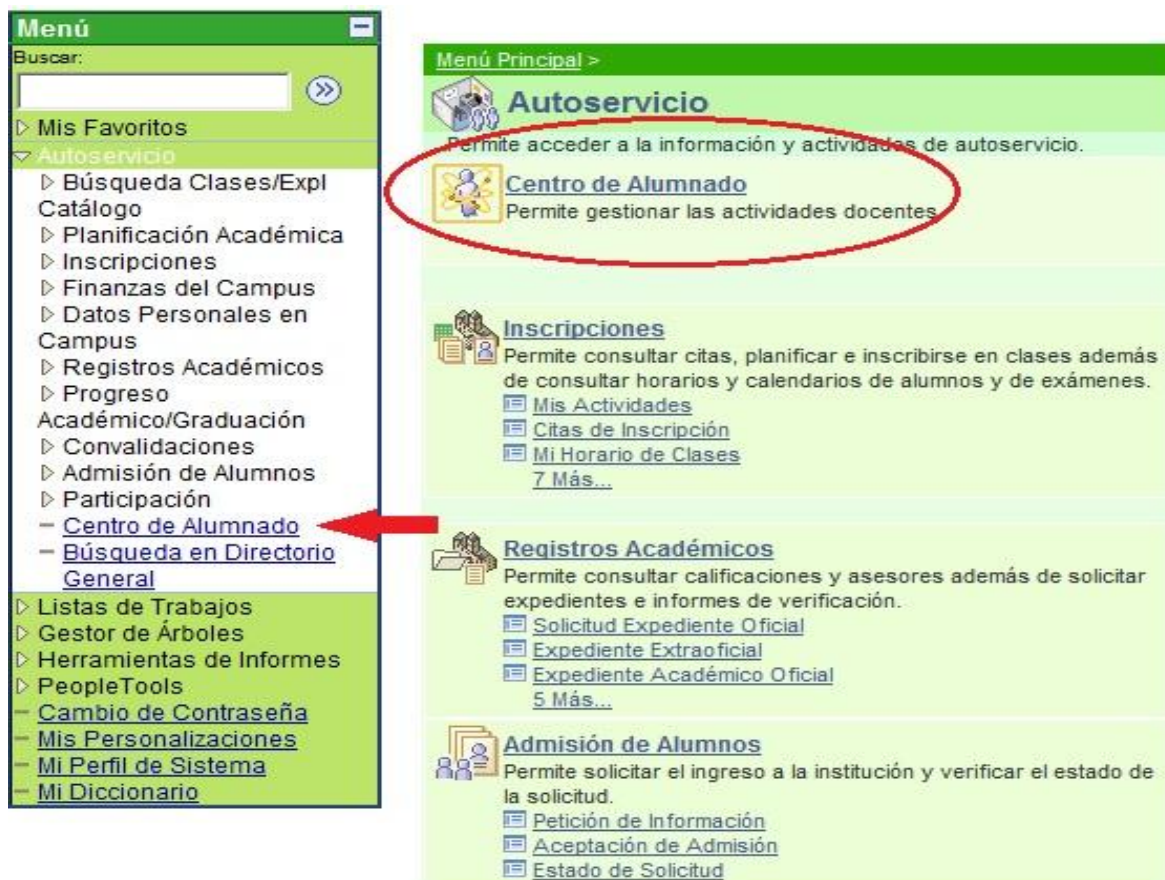 Menú
Buscar:
Mis Favoritos
Autoservicio
Búsqueda Clases/Expl
Catálogo
Planificación Académica
Inscripciones
Finanzas del Campus
Datos Personales en
Campus
Registros Académicos
Progreso
Académico/Graduación
Convalidaciones
Admisión de Alumnos
Participación
Centro de Alumnado
Búsqueda en Directorio
General
Listas de Trabajos
Gestor de Árboles
Herramientas de Informes
PeopleTools
Cambio de Contraseña
Mis Personalizaciones
Mi Perfil de Sistema
Mi Diccionario
Menú Principal >
Autoservicio
Permite acceder a la información y actividades de autoservicio.
Centro de Alumnado
Permite gestionar las actividades docentes
Inscripciones
Permite consultar citas, planificar e inscribirse en clases además
de consultar horarios y calendarios de alumnos y de exámenes.
Mis Actividades
Citas de Inscripción
Mi Horario de Clases
7 Más...
Registros Académicos
Permite consultar calificaciones y asesores además de solicitar
expedientes e informes de verificación.
Solicitud Expediente Oficial
Expediente Extraoficial
Expediente Académico Oficial
5 Más...
Admisión de Alumnos
Permite solicitar el ingreso a la institución y verificar el estado de
la solicitud.
Petición de Información
Aceptación de Admisión
Estado de Solicitud